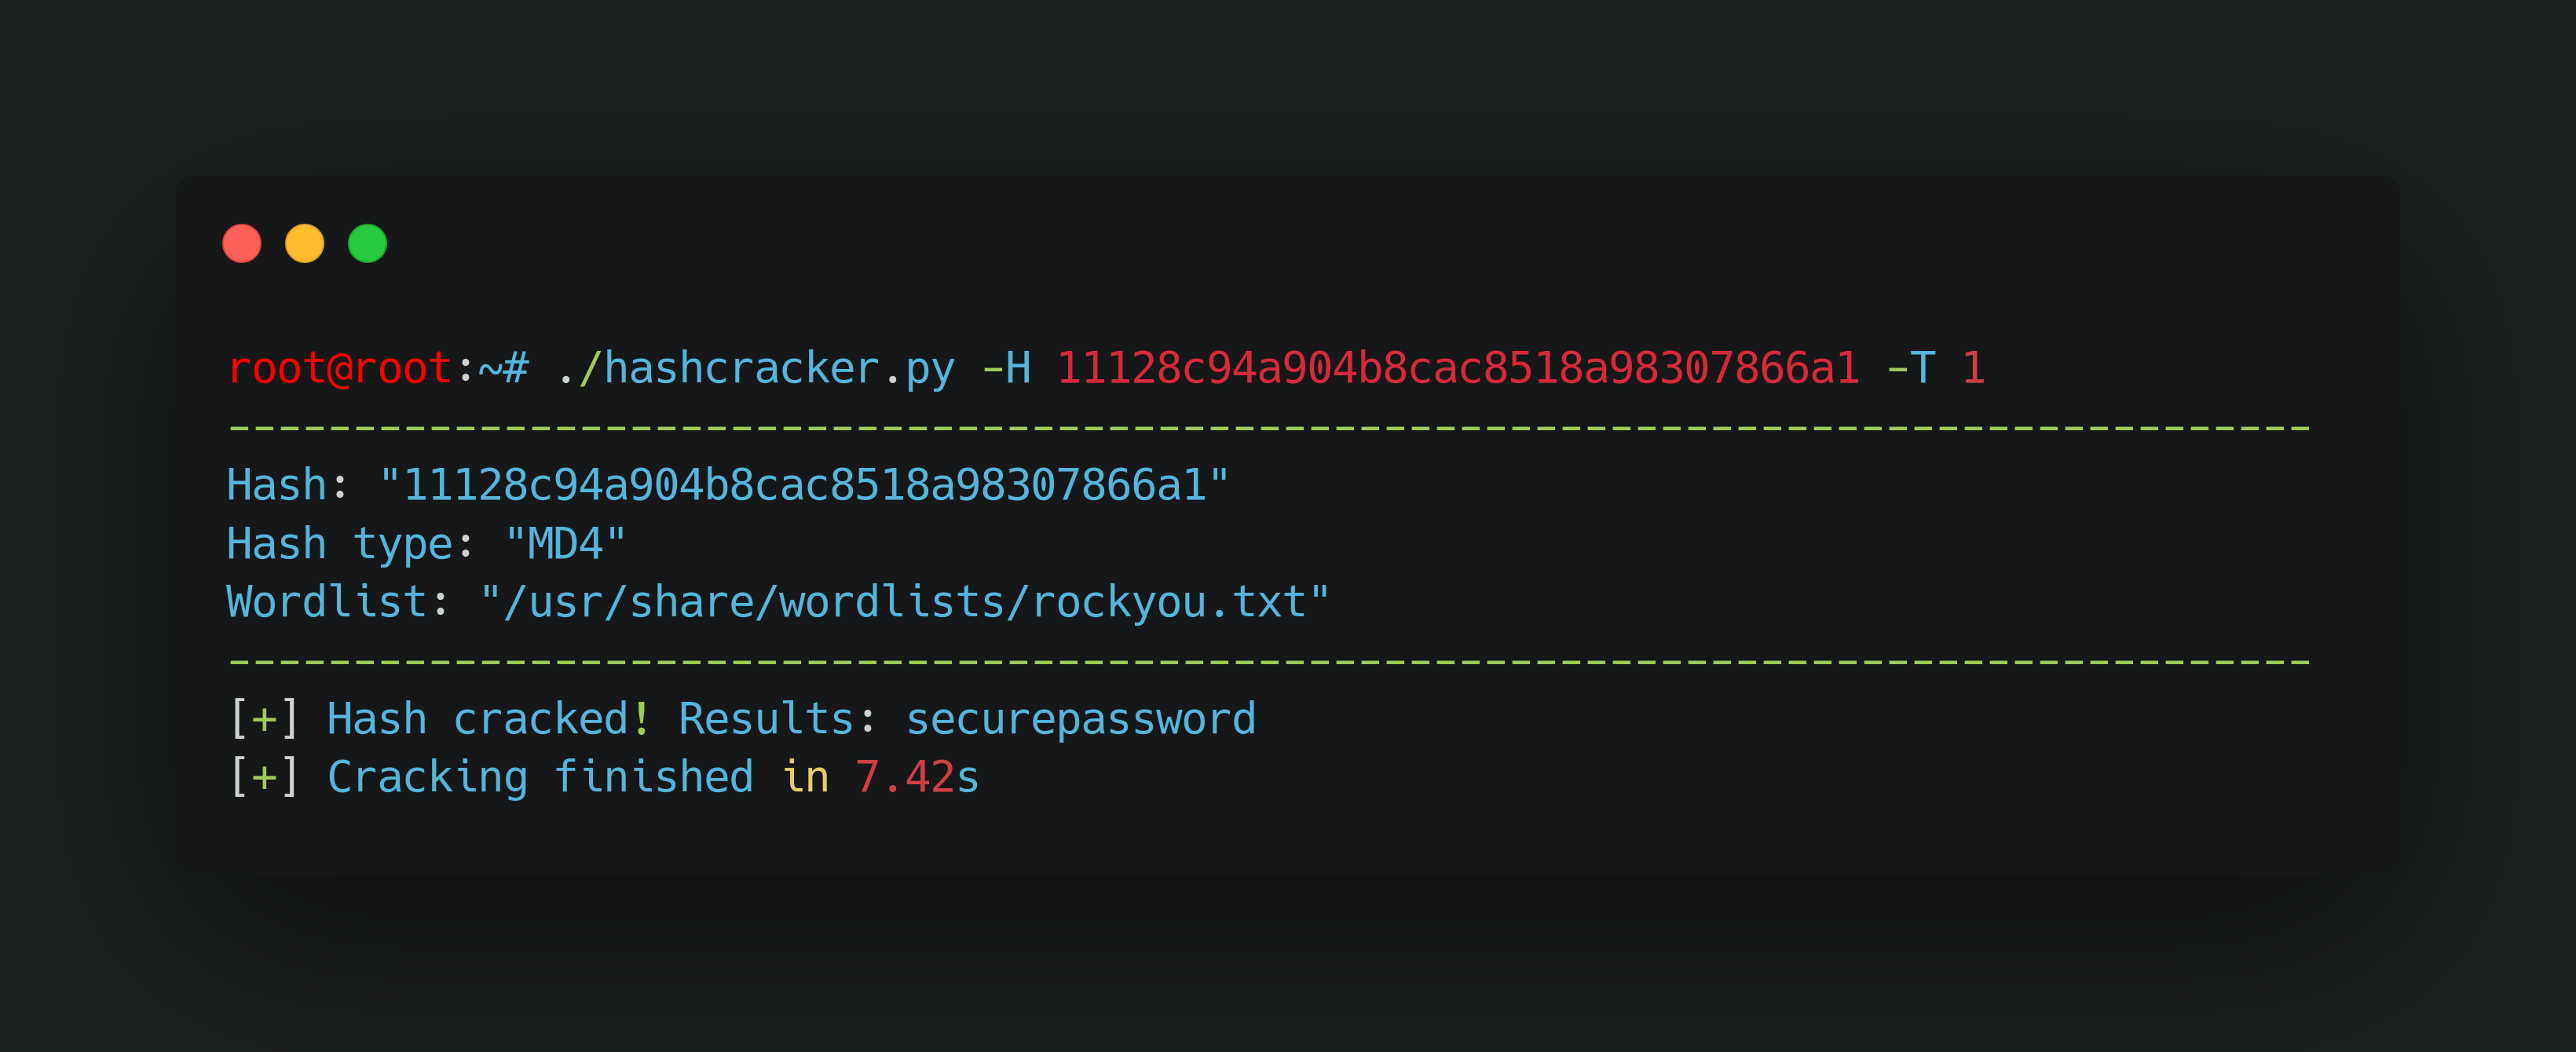 root@root:~# ./hashcracker.py -H 11128c94a904b8cac8518a98307866a1 -T 1
-----------------------------------------------------------------------------------
Hash: "11128c94a904b8cac8518a98307866a1"
Hash type: "MD4"
Wordlist: "/usr/share/wordlists/rockyou.txt"
-----------------------------------------------------------------------------------
[+] Hash cracked! Results: securepassword
[+] Cracking finished in 7.42s